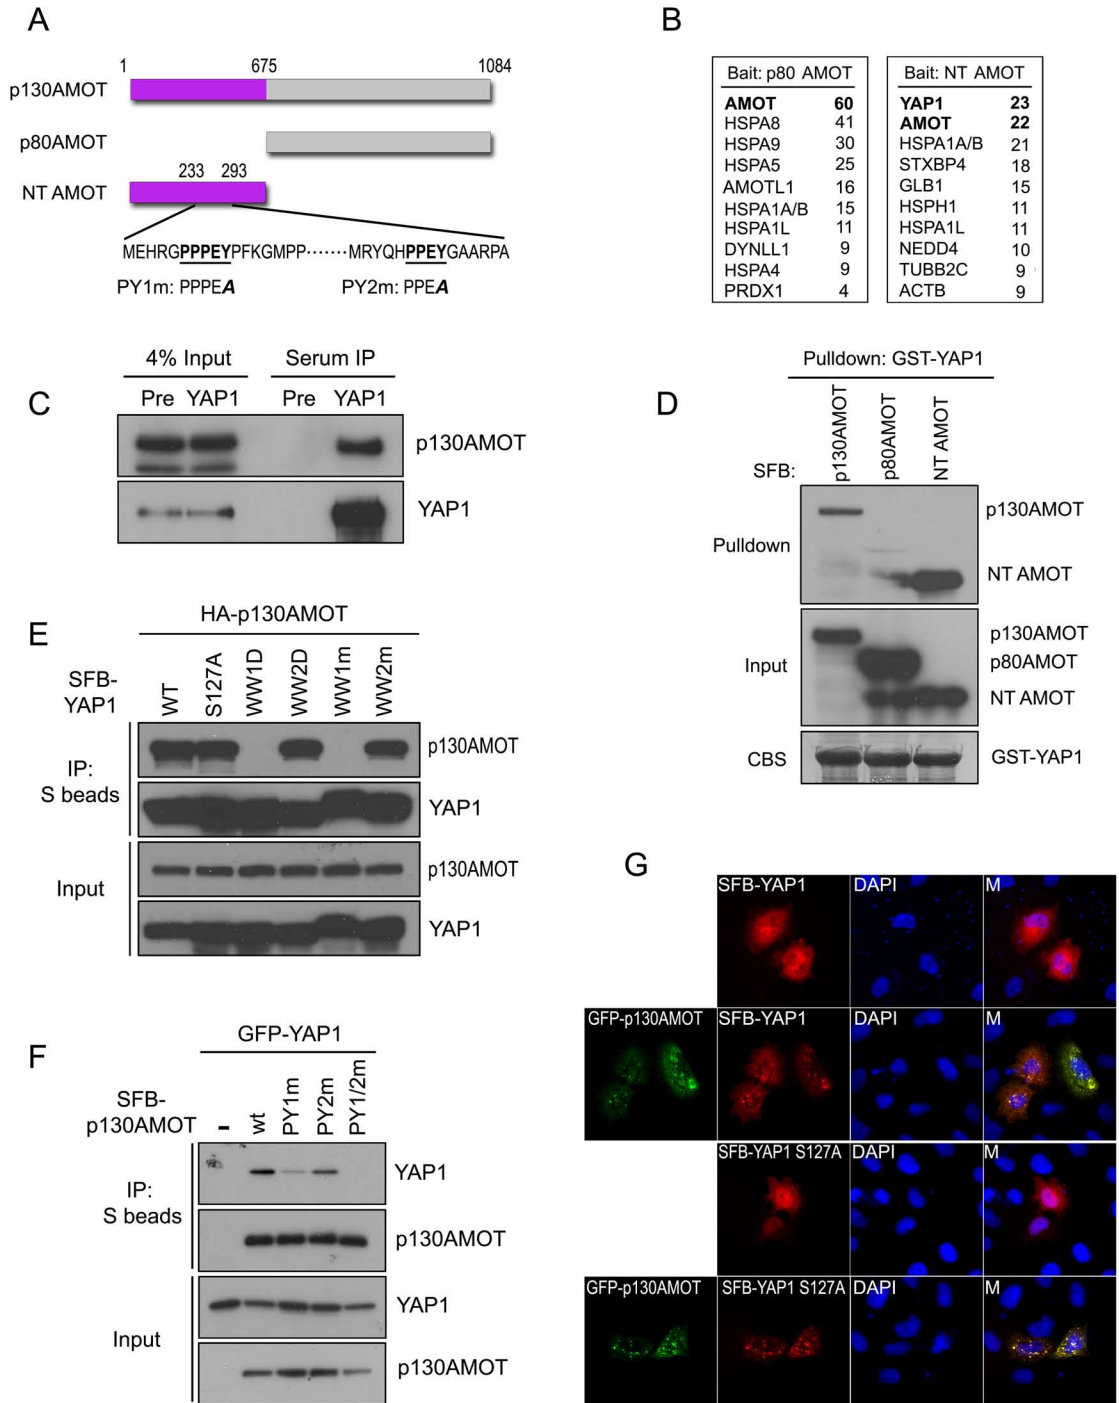 A
1 675 1084
p130AMOT
p80AMOT
233 293
NT AMOT
MEHRGPPPEYPFKGMPP·······MRYQHPPEYGAARPA
PY1m: PPPEA PY2m: PPEA
B
Bait: p80 AMOT
AMOT 60
HSPA8 41
HSPA9 30
HSPA5 25
AMOTL1 16
HSPA1A/B 15
HSPA1L 11
DYNLL1 9
HSPA4 9
PRDX1 4
Bait: NT AMOT
YAP1 23
AMOT 22
HSPA1A/B 21
STXBP4 18
GLB1 15
HSPH1 11
HSPA1L 11
NEDD4 10
TUBB2C 9
ACTB 9
C
4% Input Serum IP
Pre YAP1 Pre YAP1
p130AMOT
YAP1
D
Pulldown: GST-YAP1
SFB: p130AMOT p80AMOT NT AMOT
Pulldown
p130AMOT
NT AMOT
Input
p130AMOT
p80AMOT
NT AMOT
CBS GST-YAP1
E
HA-p130AMOT
SFB-
YAP1
WT S127A WW1D WW2D WW1m WW2m
IP:
S beads
p130AMOT
YAP1
Input
p130AMOT
YAP1
F
GFP-YAP1
SFB-
p130AMOT
- wt PY1m PY2m PY1/2m
IP:
S beads
YAP1
p130AMOT
Input
YAP1
p130AMOT
G
SFB-YAP1 DAPI M
GFP-p130AMOT SFB-YAP1 DAPI M
SFB-YAP1 S127A DAPI M
GFP-p130AMOT SFB-YAP1 S127A DAPI M